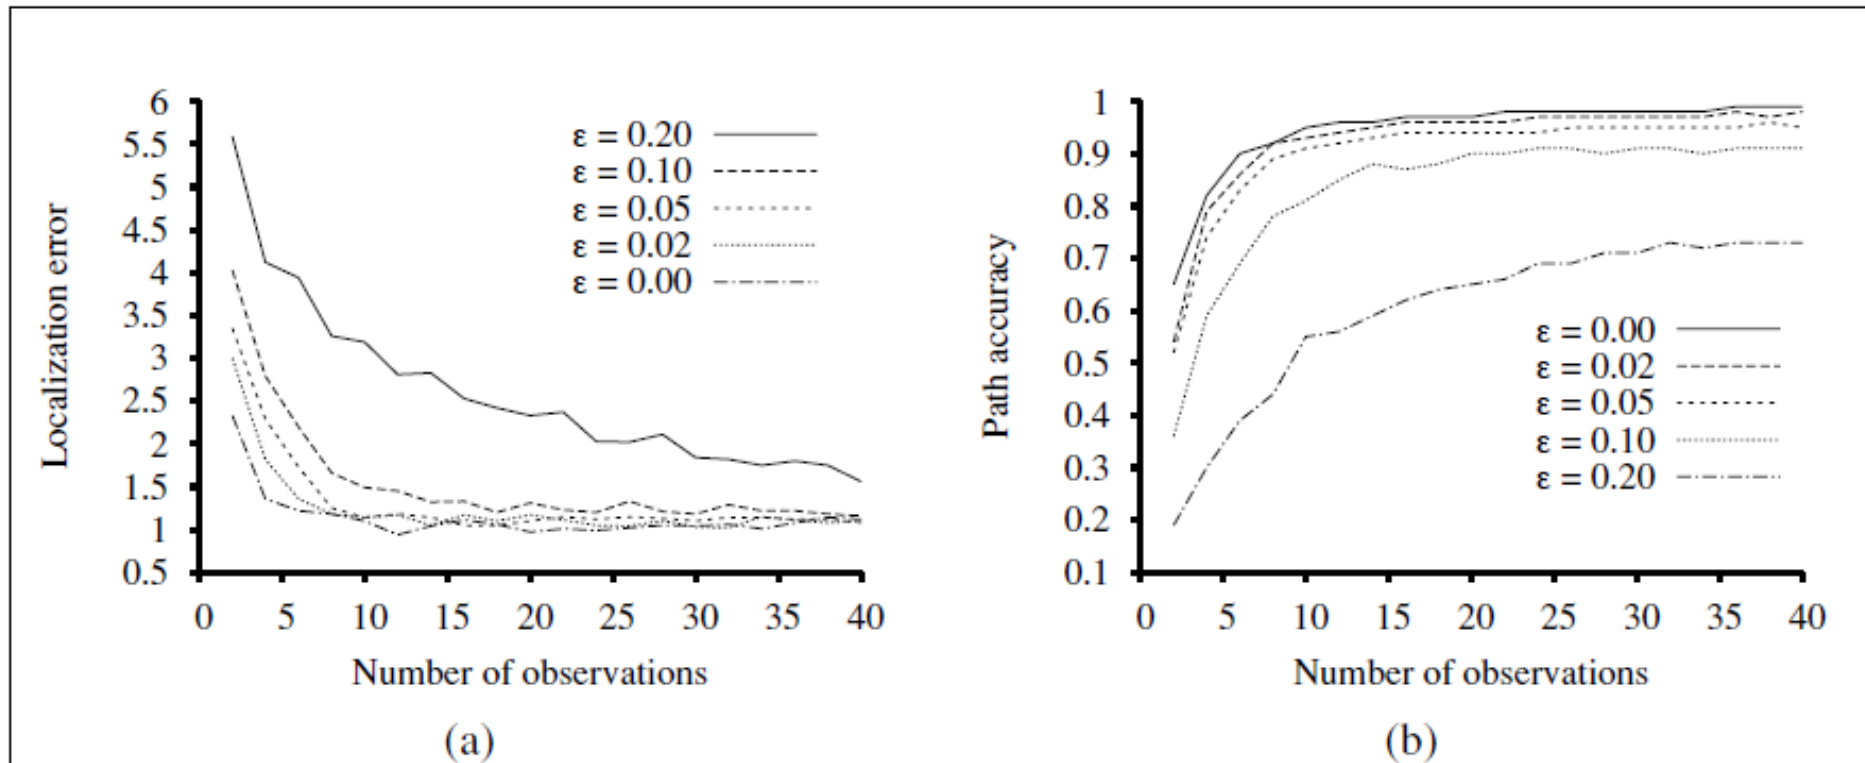 6
5.5
5
4.5
4
3.5
3
2.5
2
1.5
1
0.5
Localization error
ε = 0.20
ε = 0.10
ε = 0.05
ε = 0.02
ε = 0.00
0 5 10 15 20 25 30 35 40
Number of observations
(a)
1
0.9
0.8
0.7
0.6
0.5
0.4
0.3
0.2
0.1
Path accuracy
ε = 0.00
ε = 0.02
ε = 0.05
ε = 0.10
ε = 0.20
0 5 10 15 20 25 30 35 40
Number of observations
(b)